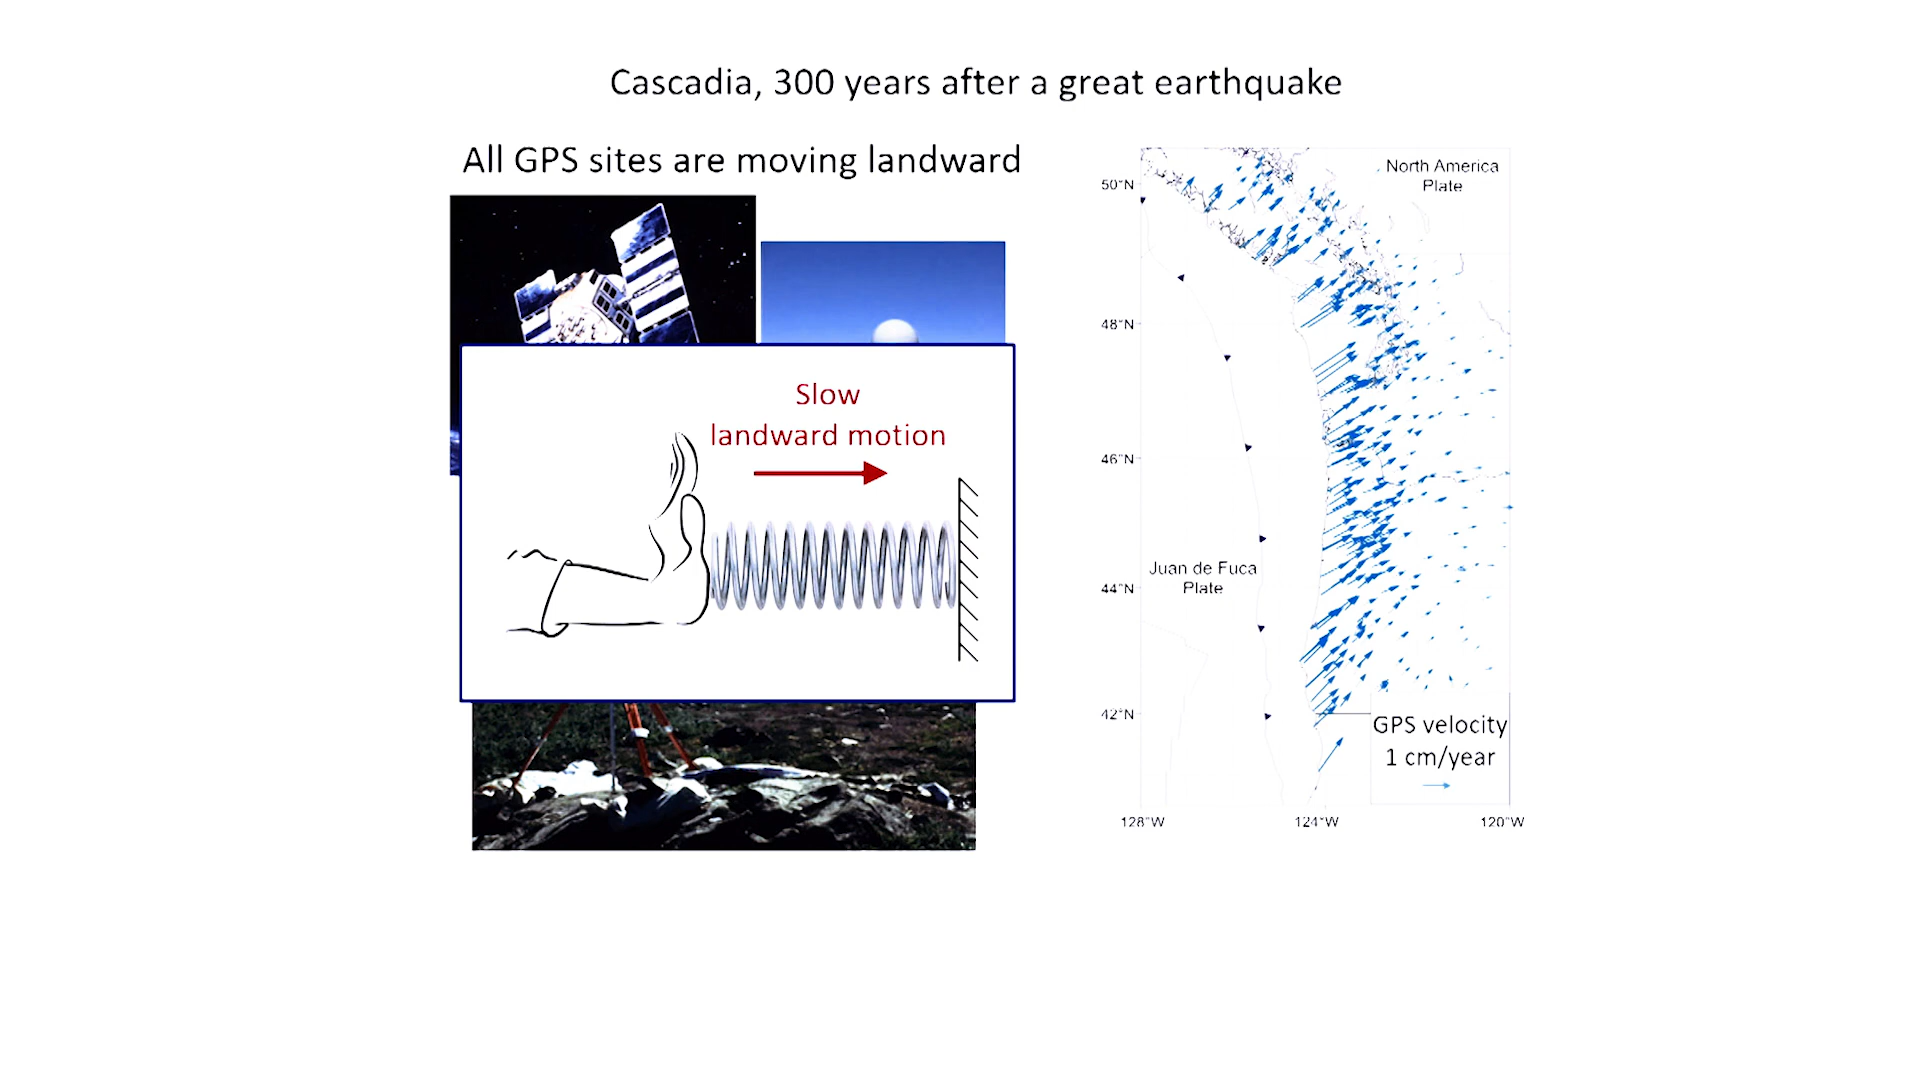 Cascadia, 300 years after a great earthquake
All GPS sites are moving landward
Slow
landward motion
North America
Plate
50°N
48°N
46°N
Juan de Fuca
Plate
44°N
42°N
GPS velocity
1 cm/year
128°W
124°W
120°W